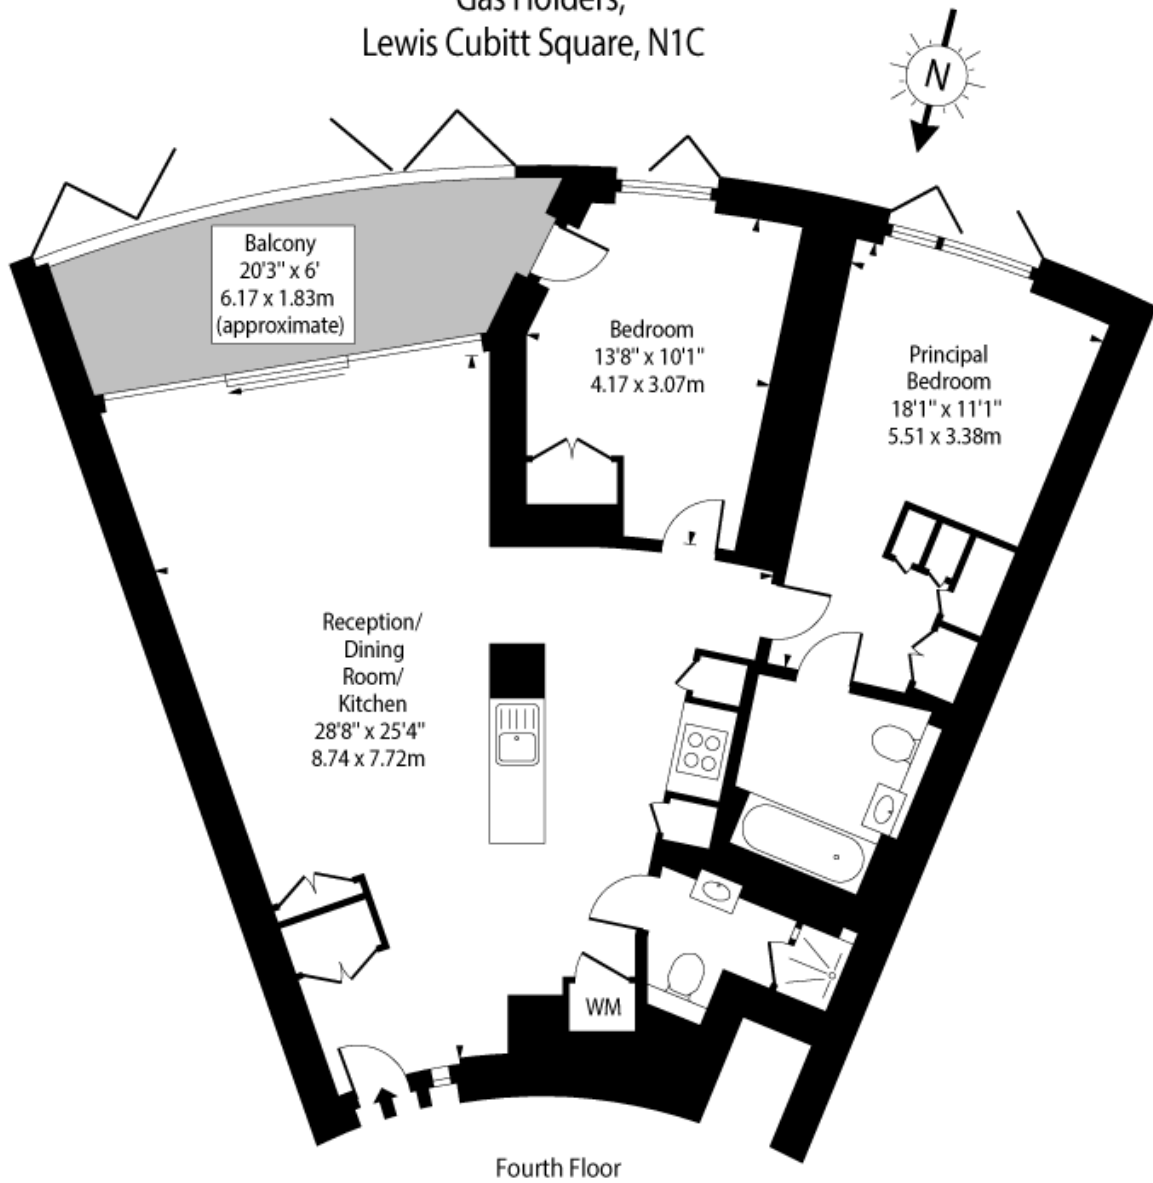 Gas Holders,
Lewis Cubitt Square, N1C
N
Balcony
20'3" x 6'
6.17 x 1.83m
(approximate)
Bedroom
13'8" x 10'1"
4.17 x 3.07m
Principal
Bedroom
18'1" x 11'1"
5.51 x 3.38m
Reception/
Dining
Room/
Kitchen
28'8" x 25'4"
8.74 x 7.72m
WM
Fourth Floor